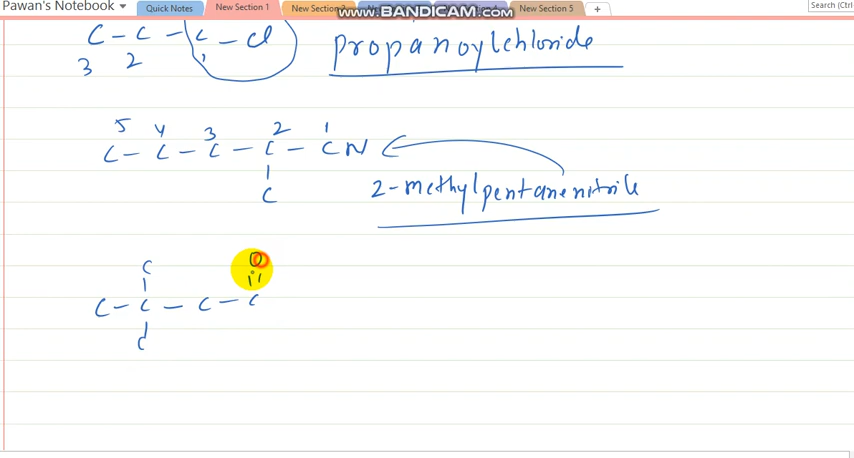 Pawan's Notebook Quick Notes New Section 1 New Section 5 + Search (Ctrl
WWW.BANDICAM.COM
C - C - C - Cl propanoylchloride
3 2 1
5 4 3 2 1
C - C - C - C - CN
C 2-methylpentanenitrile
C O
C - C - C - C
C